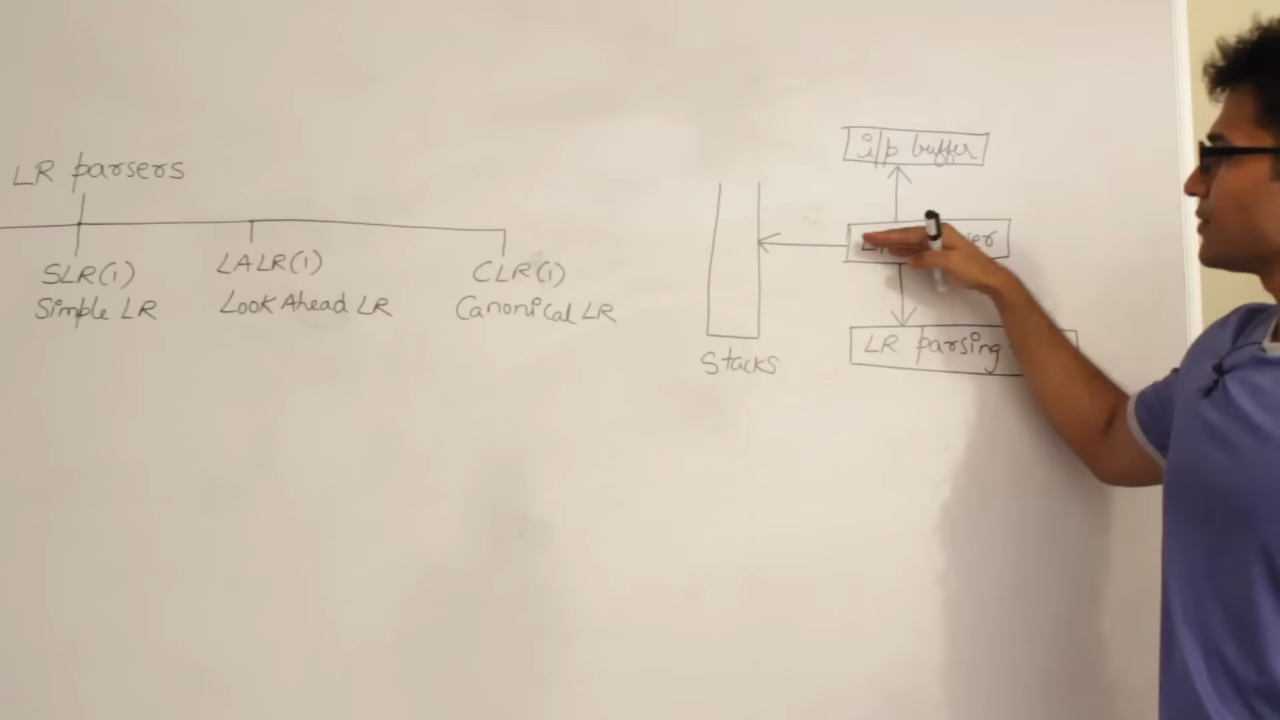 LR parsers
SLR(1)
Simple LR
LALR(1)
Look Ahead LR
CLR(1)
Canonical LR
i/p buffer
LR parsing
Stacks